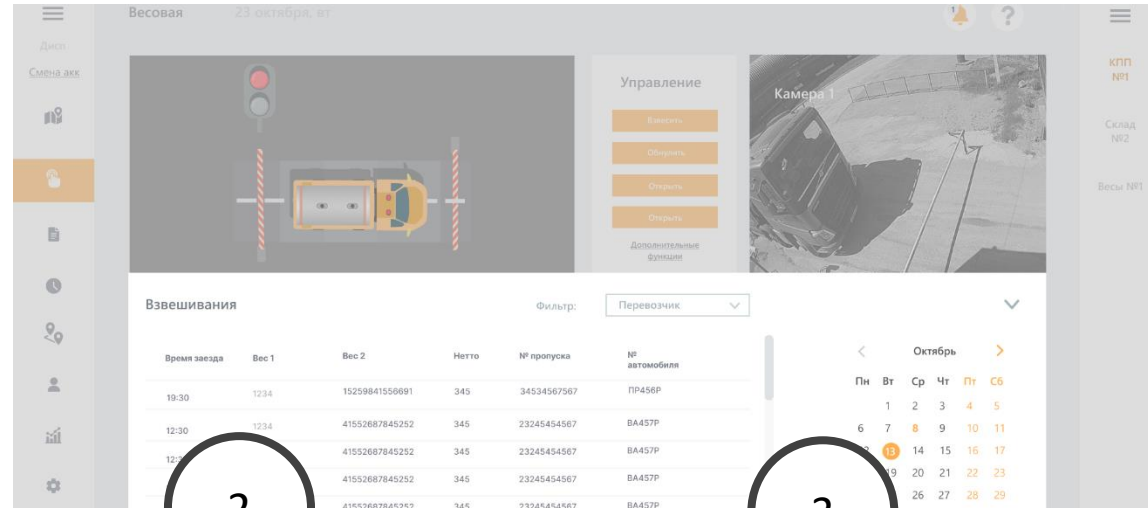 Весовая
23 октября, вт
1
?
Дисп.
Смена акк
КПП
№1
Склад
№2
Весы №1
Управление
Взвесить
Обнулить
Открыть
Открыть
Дополнительные
функции
Камера 1
Взвешивания
Фильтр:
Перевозчик
Время заезда Вес 1 Вес 2 Нетто № пропуска №
автомобиля
19:30 1234 15259841556691 345 34534567567 ПР456Р
12:30 1234 41552687845252 345 23245454567 ВА457Р
41552687845252 345 23245454567 ВА457Р
41552687845252 345 23245454567 ВА457Р
41552687845252 345 23245454567 ВА457Р
Октябрь
Пн Вт Ср Чт Пт Сб
1 2 3 4 5
6 7 8 9 10 11
13 14 15 16 17
19 20 21 22 23
26 27 28 29